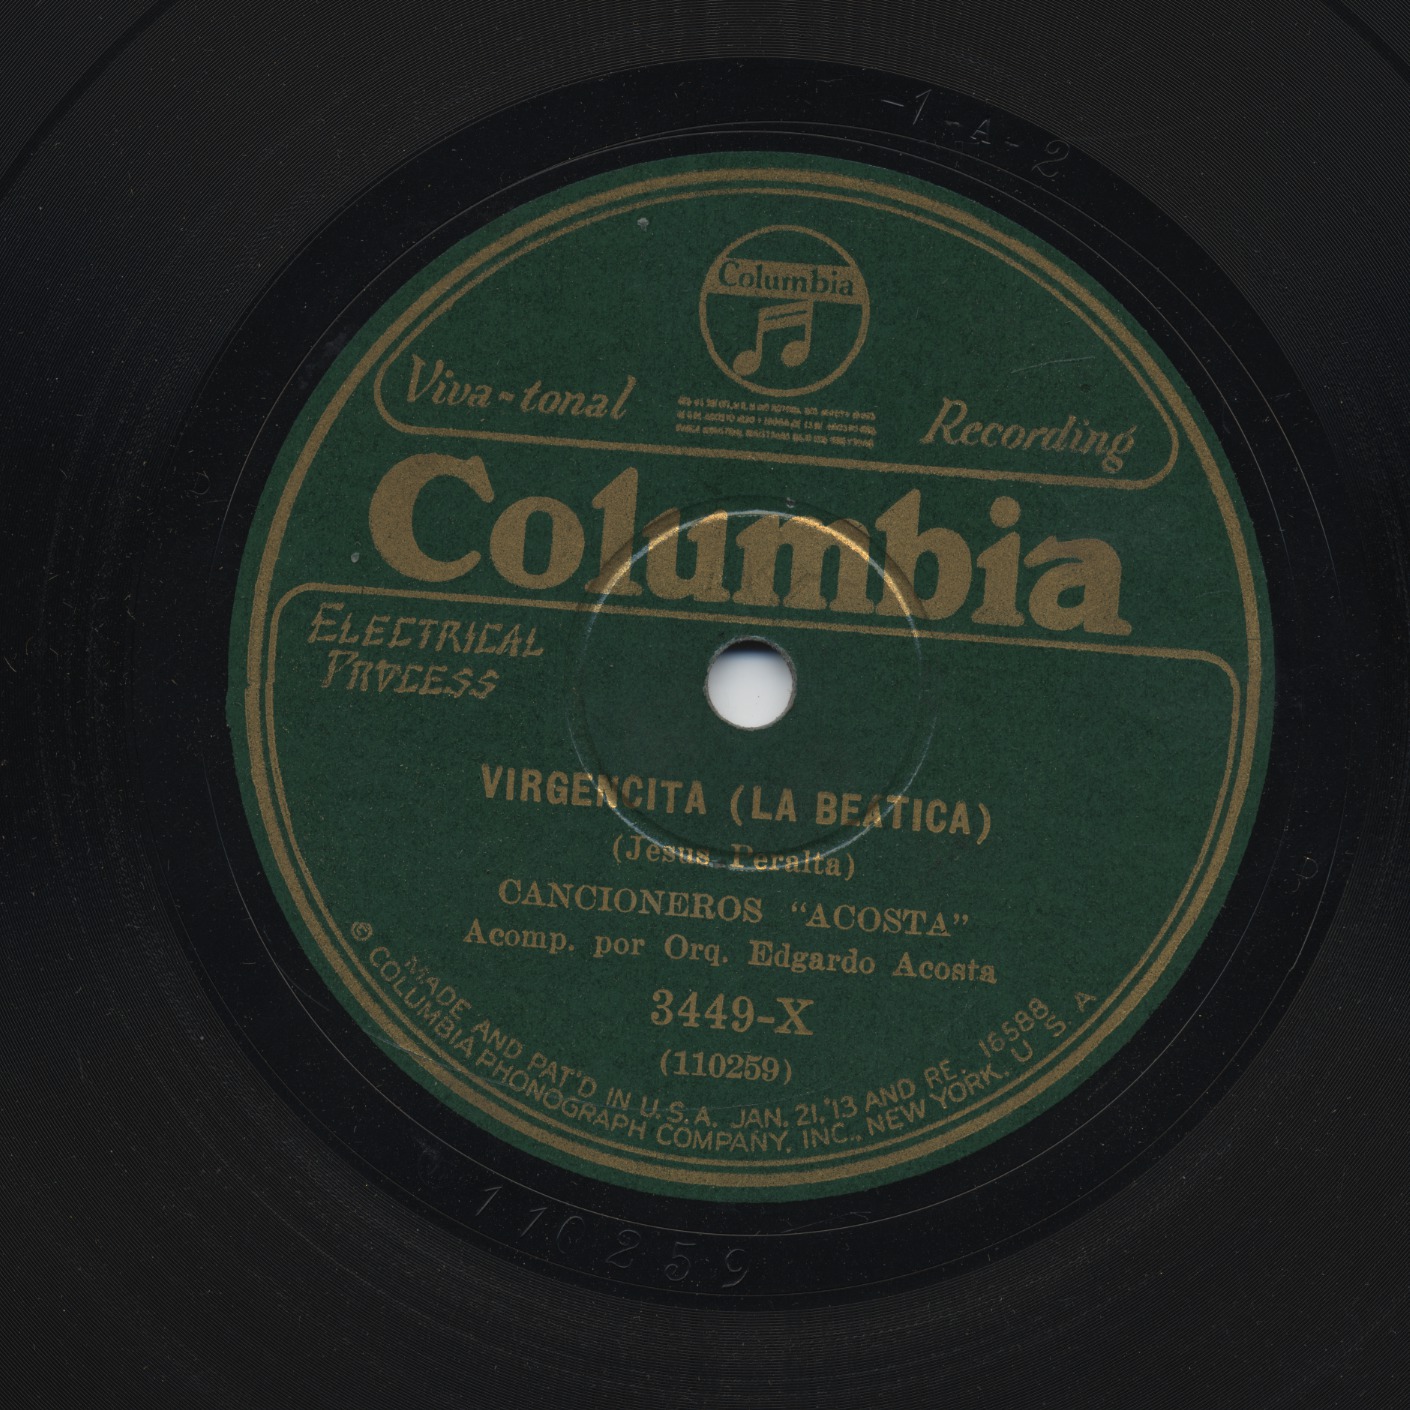 -1-A-2
Columbia
Viva-tonal Recording
Columbia
ELECTRICAL
PROCESS
VIRGENCITA (LA BEATICA)
(Jesus Peralta)
CANCIONEROS “ACOSTA”
Acomp. por Orq. Edgardo Acosta
3449-X
(110259)
MADE AND PAT'D IN U.S.A. JAN. 21, '13 AND RE. 16588
© COLUMBIA PHONOGRAPH COMPANY, INC., NEW YORK. U S. A
110259